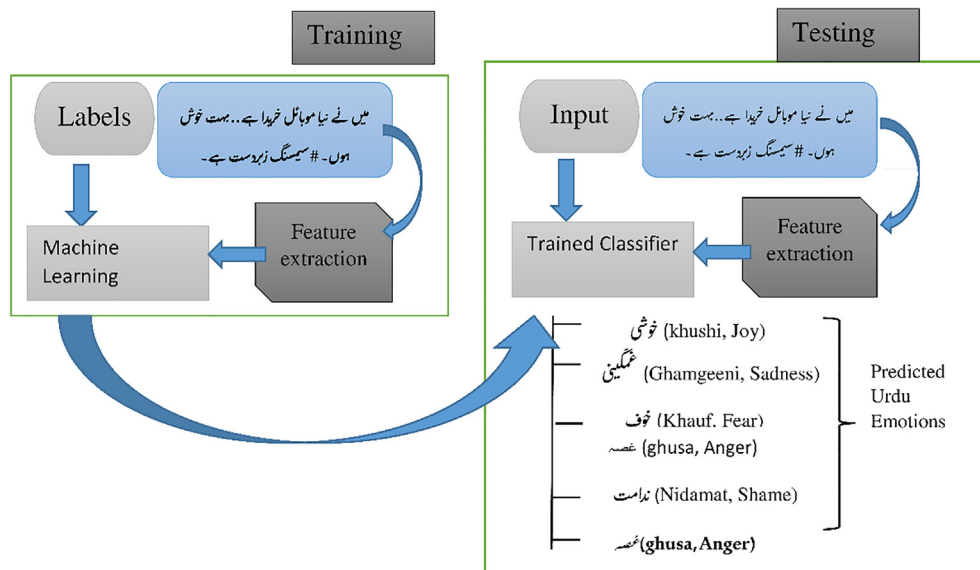 Training
Labels
میں نے نیا موبائل خریدا ہے..بہت خوش
ہوں۔ # سیمسنگ زبردست ہے۔
Machine
Learning
Feature
extraction
Testing
Input
میں نے نیا موبائل خریدا ہے..بہت خوش
ہوں۔ # سیمسنگ زبردست ہے۔
Trained Classifier
Feature
extraction
خوشی (khushi, Joy)
غمگینی (Ghamgeeni, Sadness)
خوف (Khauf, Fear)
غصہ (ghusa, Anger)
ندامت (Nidamat, Shame)
غصہ (ghusa, Anger)
Predicted
Urdu
Emotions